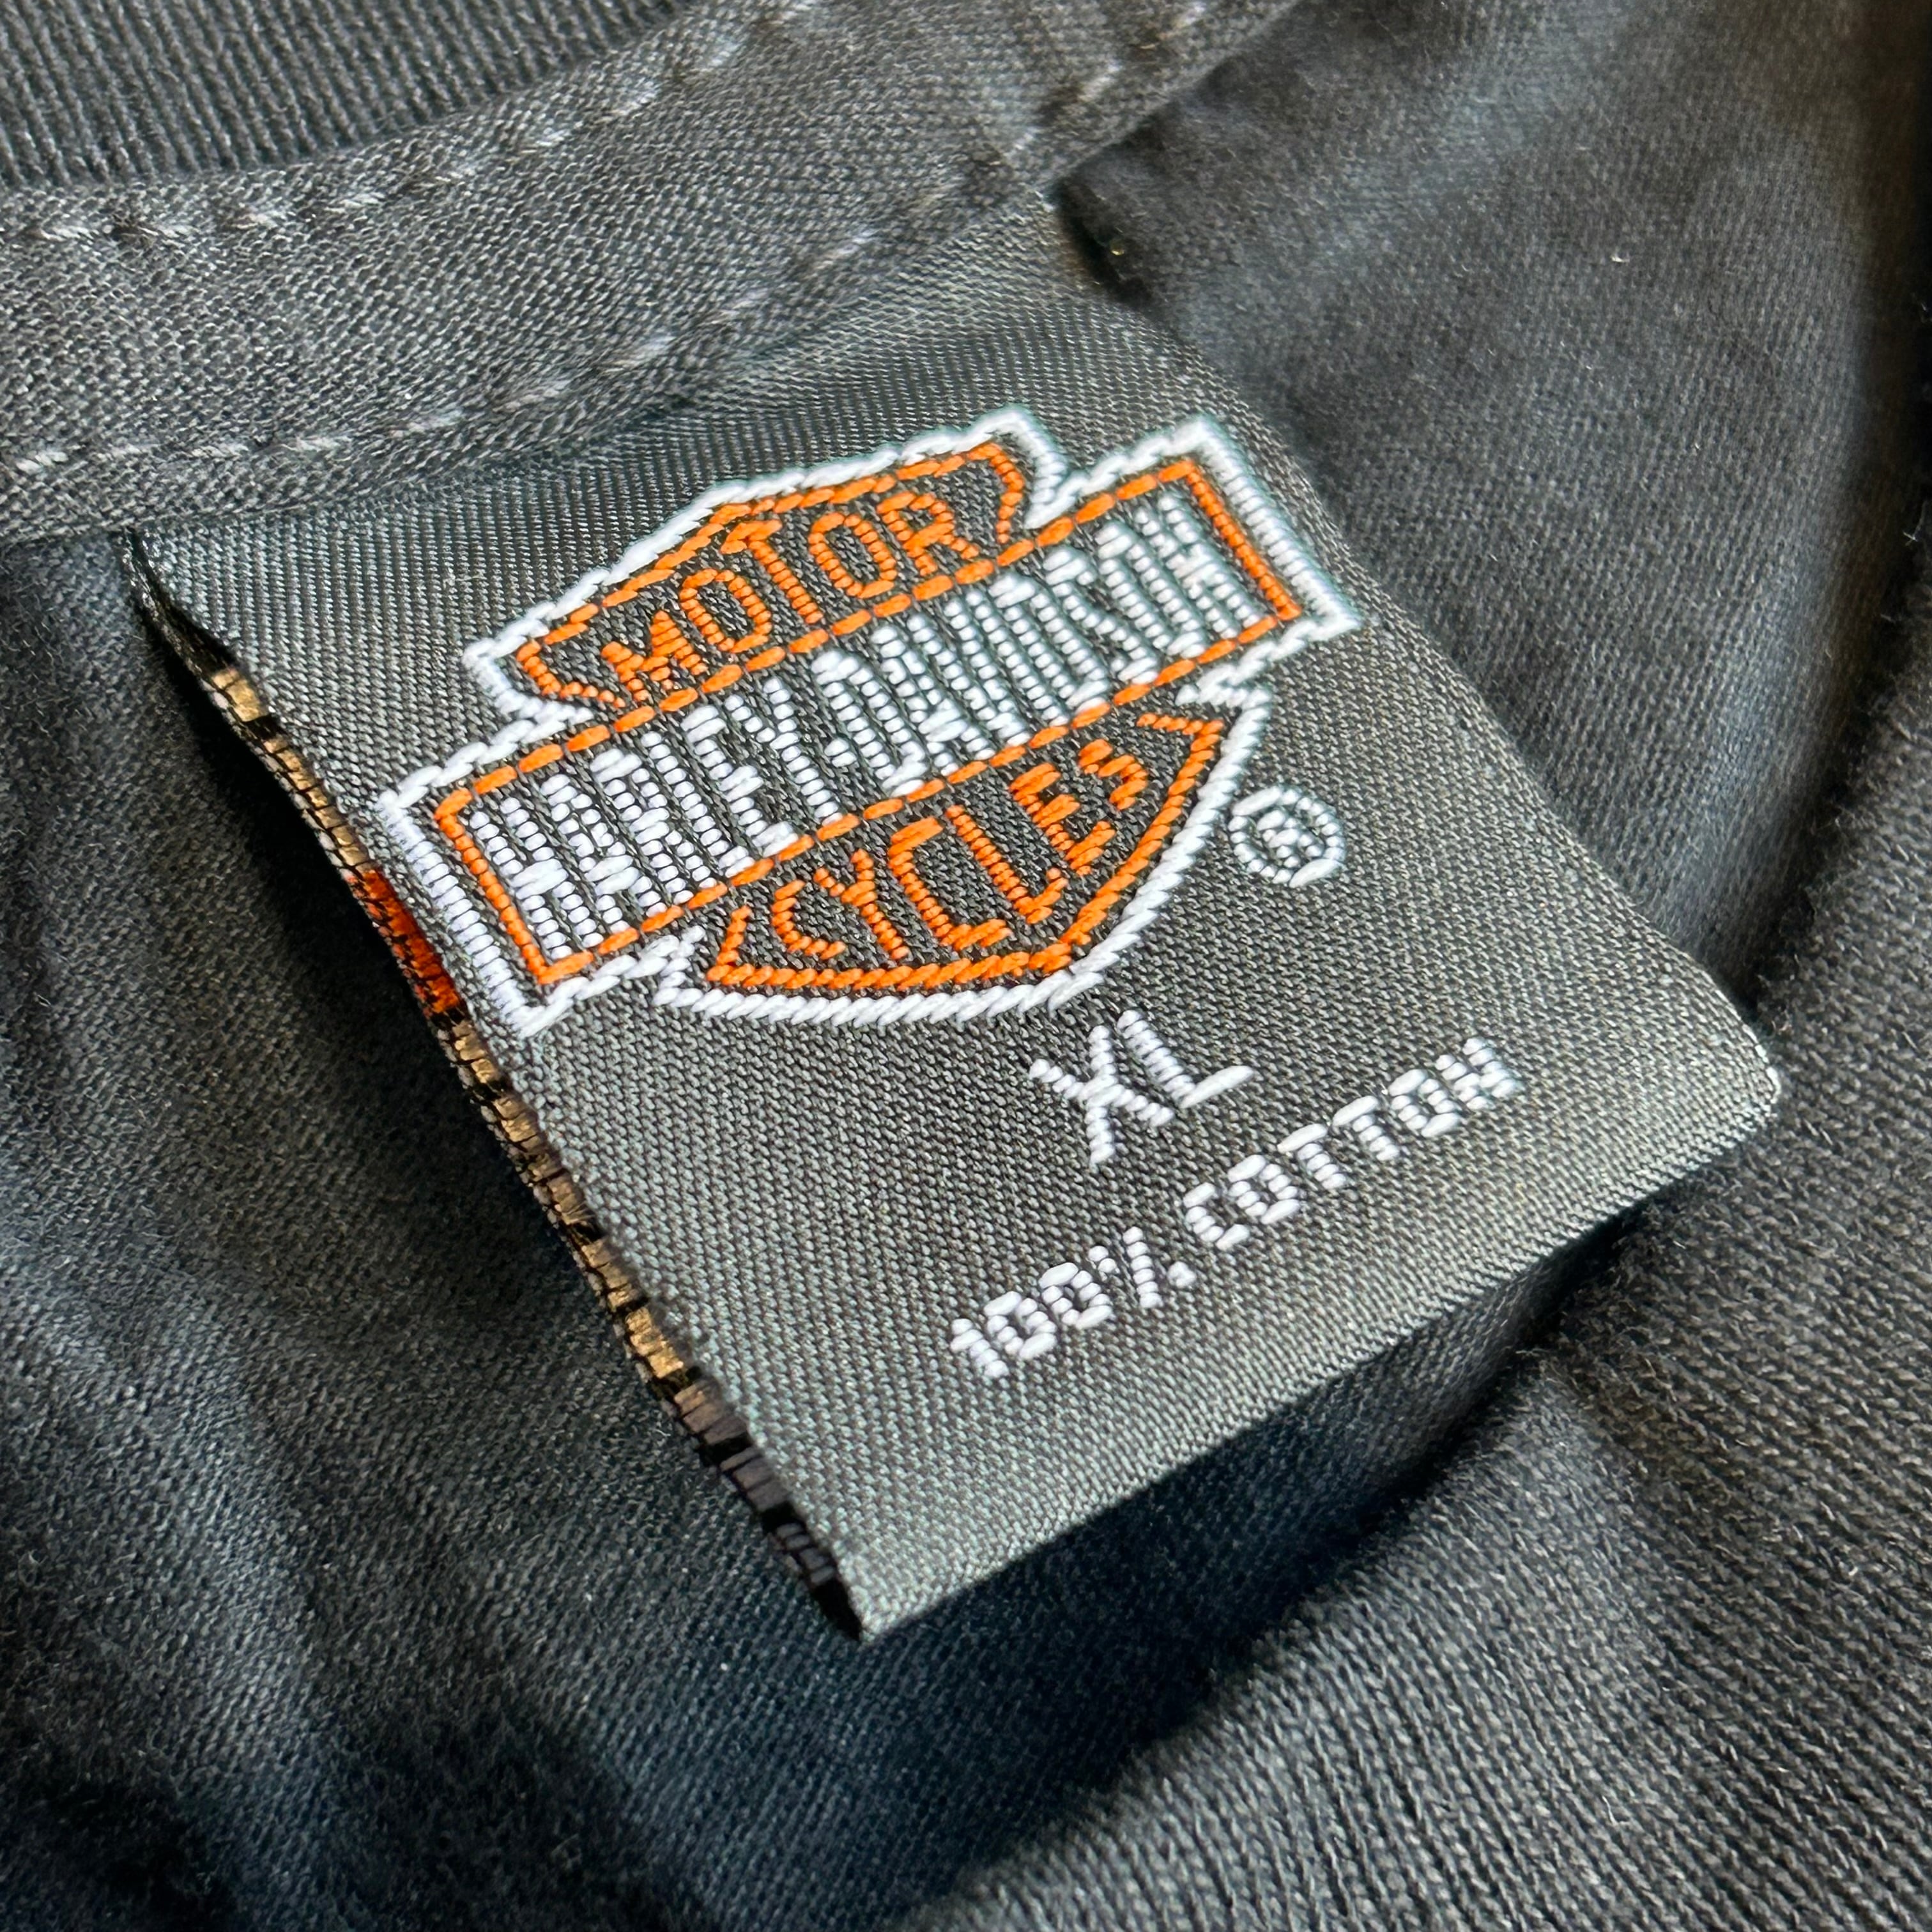 MOTOR
HARLEY-DAVIDSON
CYCLES
®
XL
100% COTTON